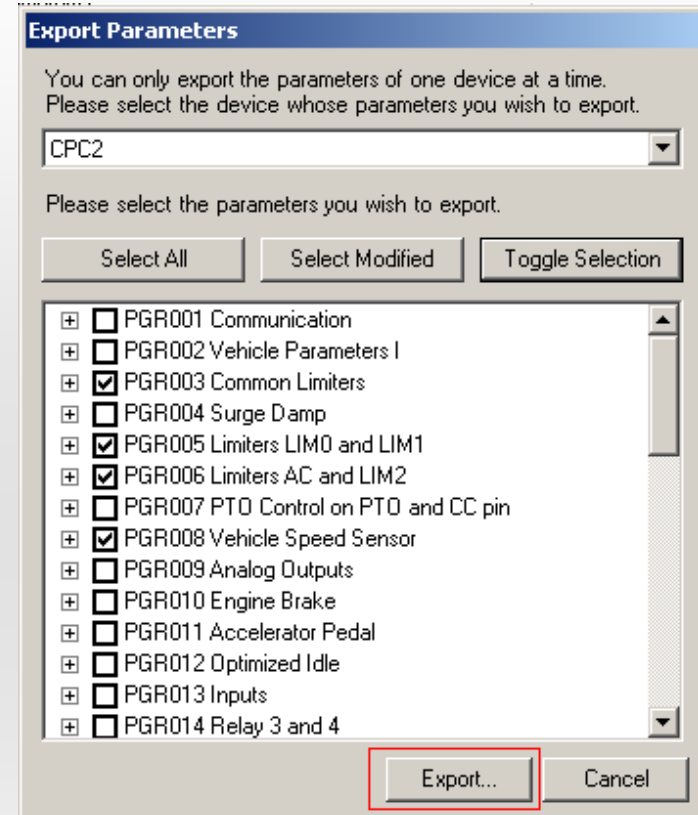 Export Parameters
You can only export the parameters of one device at a time.
Please select the device whose parameters you wish to export.
CPC2
Please select the parameters you wish to export.
Select All Select Modified Toggle Selection
PGR001 Communication
PGR002 Vehicle Parameters I
PGR003 Common Limiters
PGR004 Surge Damp
PGR005 Limiters LIM0 and LIM1
PGR006 Limiters AC and LIM2
PGR007 PTO Control on PTO and CC pin
PGR008 Vehicle Speed Sensor
PGR009 Analog Outputs
PGR010 Engine Brake
PGR011 Accelerator Pedal
PGR012 Optimized Idle
PGR013 Inputs
PGR014 Relay 3 and 4
Export... Cancel